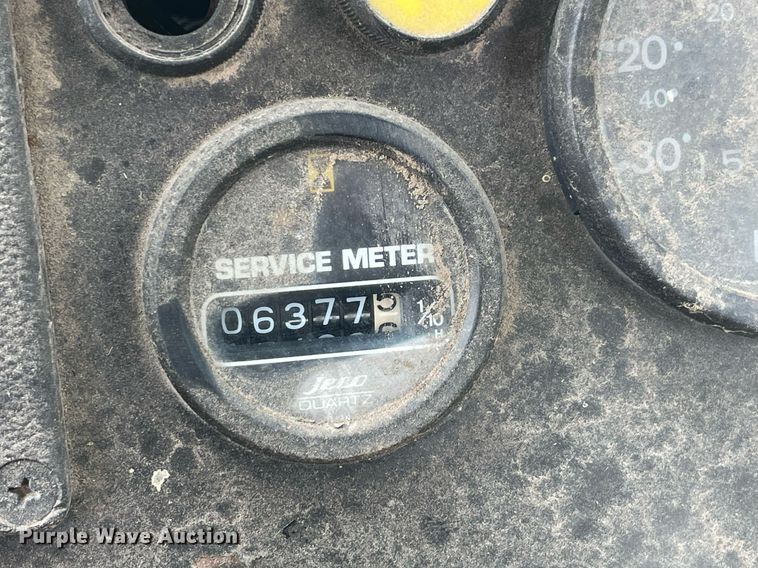 20
20
40
30
5
SERVICE METER
06377 1/10
H
Jeco
QUARTZ
Purple Wave Auction